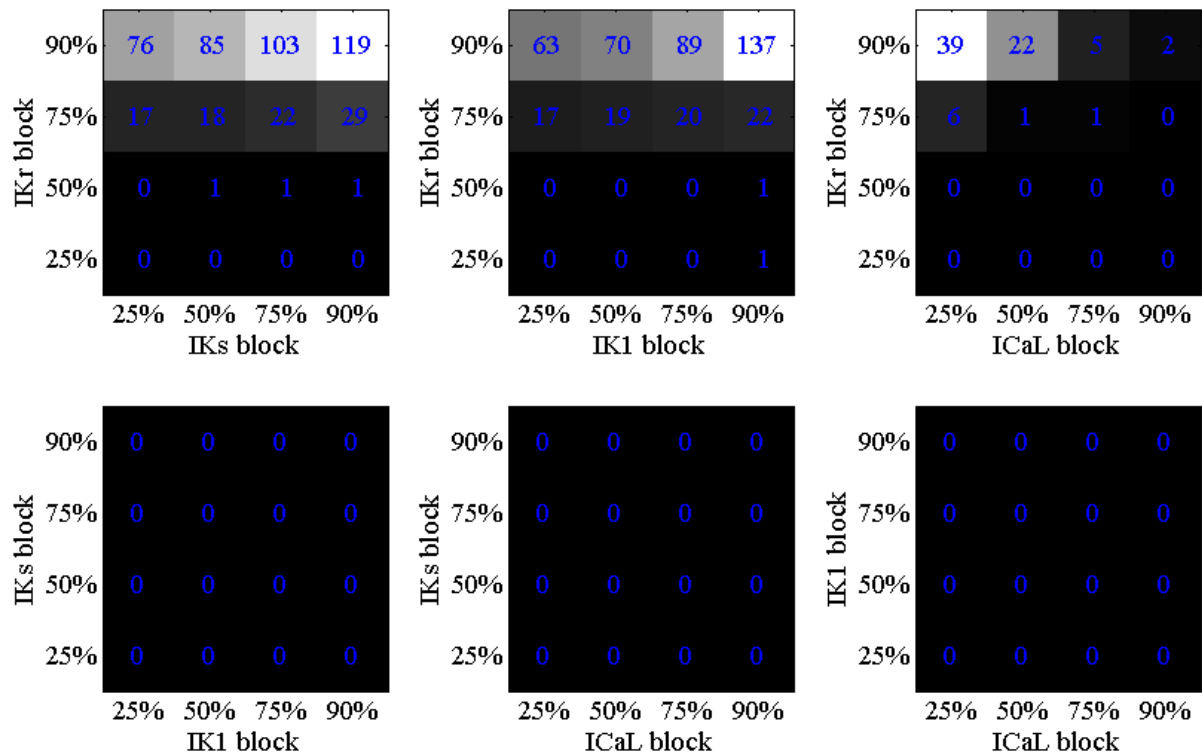 90% 76 85 103 119 90% 63 70 89 137 90% 39 22 5 2
75% 17 18 22 29 75% 17 19 20 22 75% 6 1 1 0
50% 0 1 1 1 50% 0 0 0 1 50% 0 0 0 0
25% 0 0 0 0 25% 0 0 0 1 25% 0 0 0 0
IKr block IKr block IKr block
25% 50% 75% 90% 25% 50% 75% 90% 25% 50% 75% 90%
IKs block IK1 block ICaL block
90% 0 0 0 0 90% 0 0 0 0 90% 0 0 0 0
75% 0 0 0 0 75% 0 0 0 0 75% 0 0 0 0
50% 0 0 0 0 50% 0 0 0 0 50% 0 0 0 0
25% 0 0 0 0 25% 0 0 0 0 25% 0 0 0 0
IKs block IKs block IK1 block
25% 50% 75% 90% 25% 50% 75% 90% 25% 50% 75% 90%
IK1 block ICaL block ICaL block